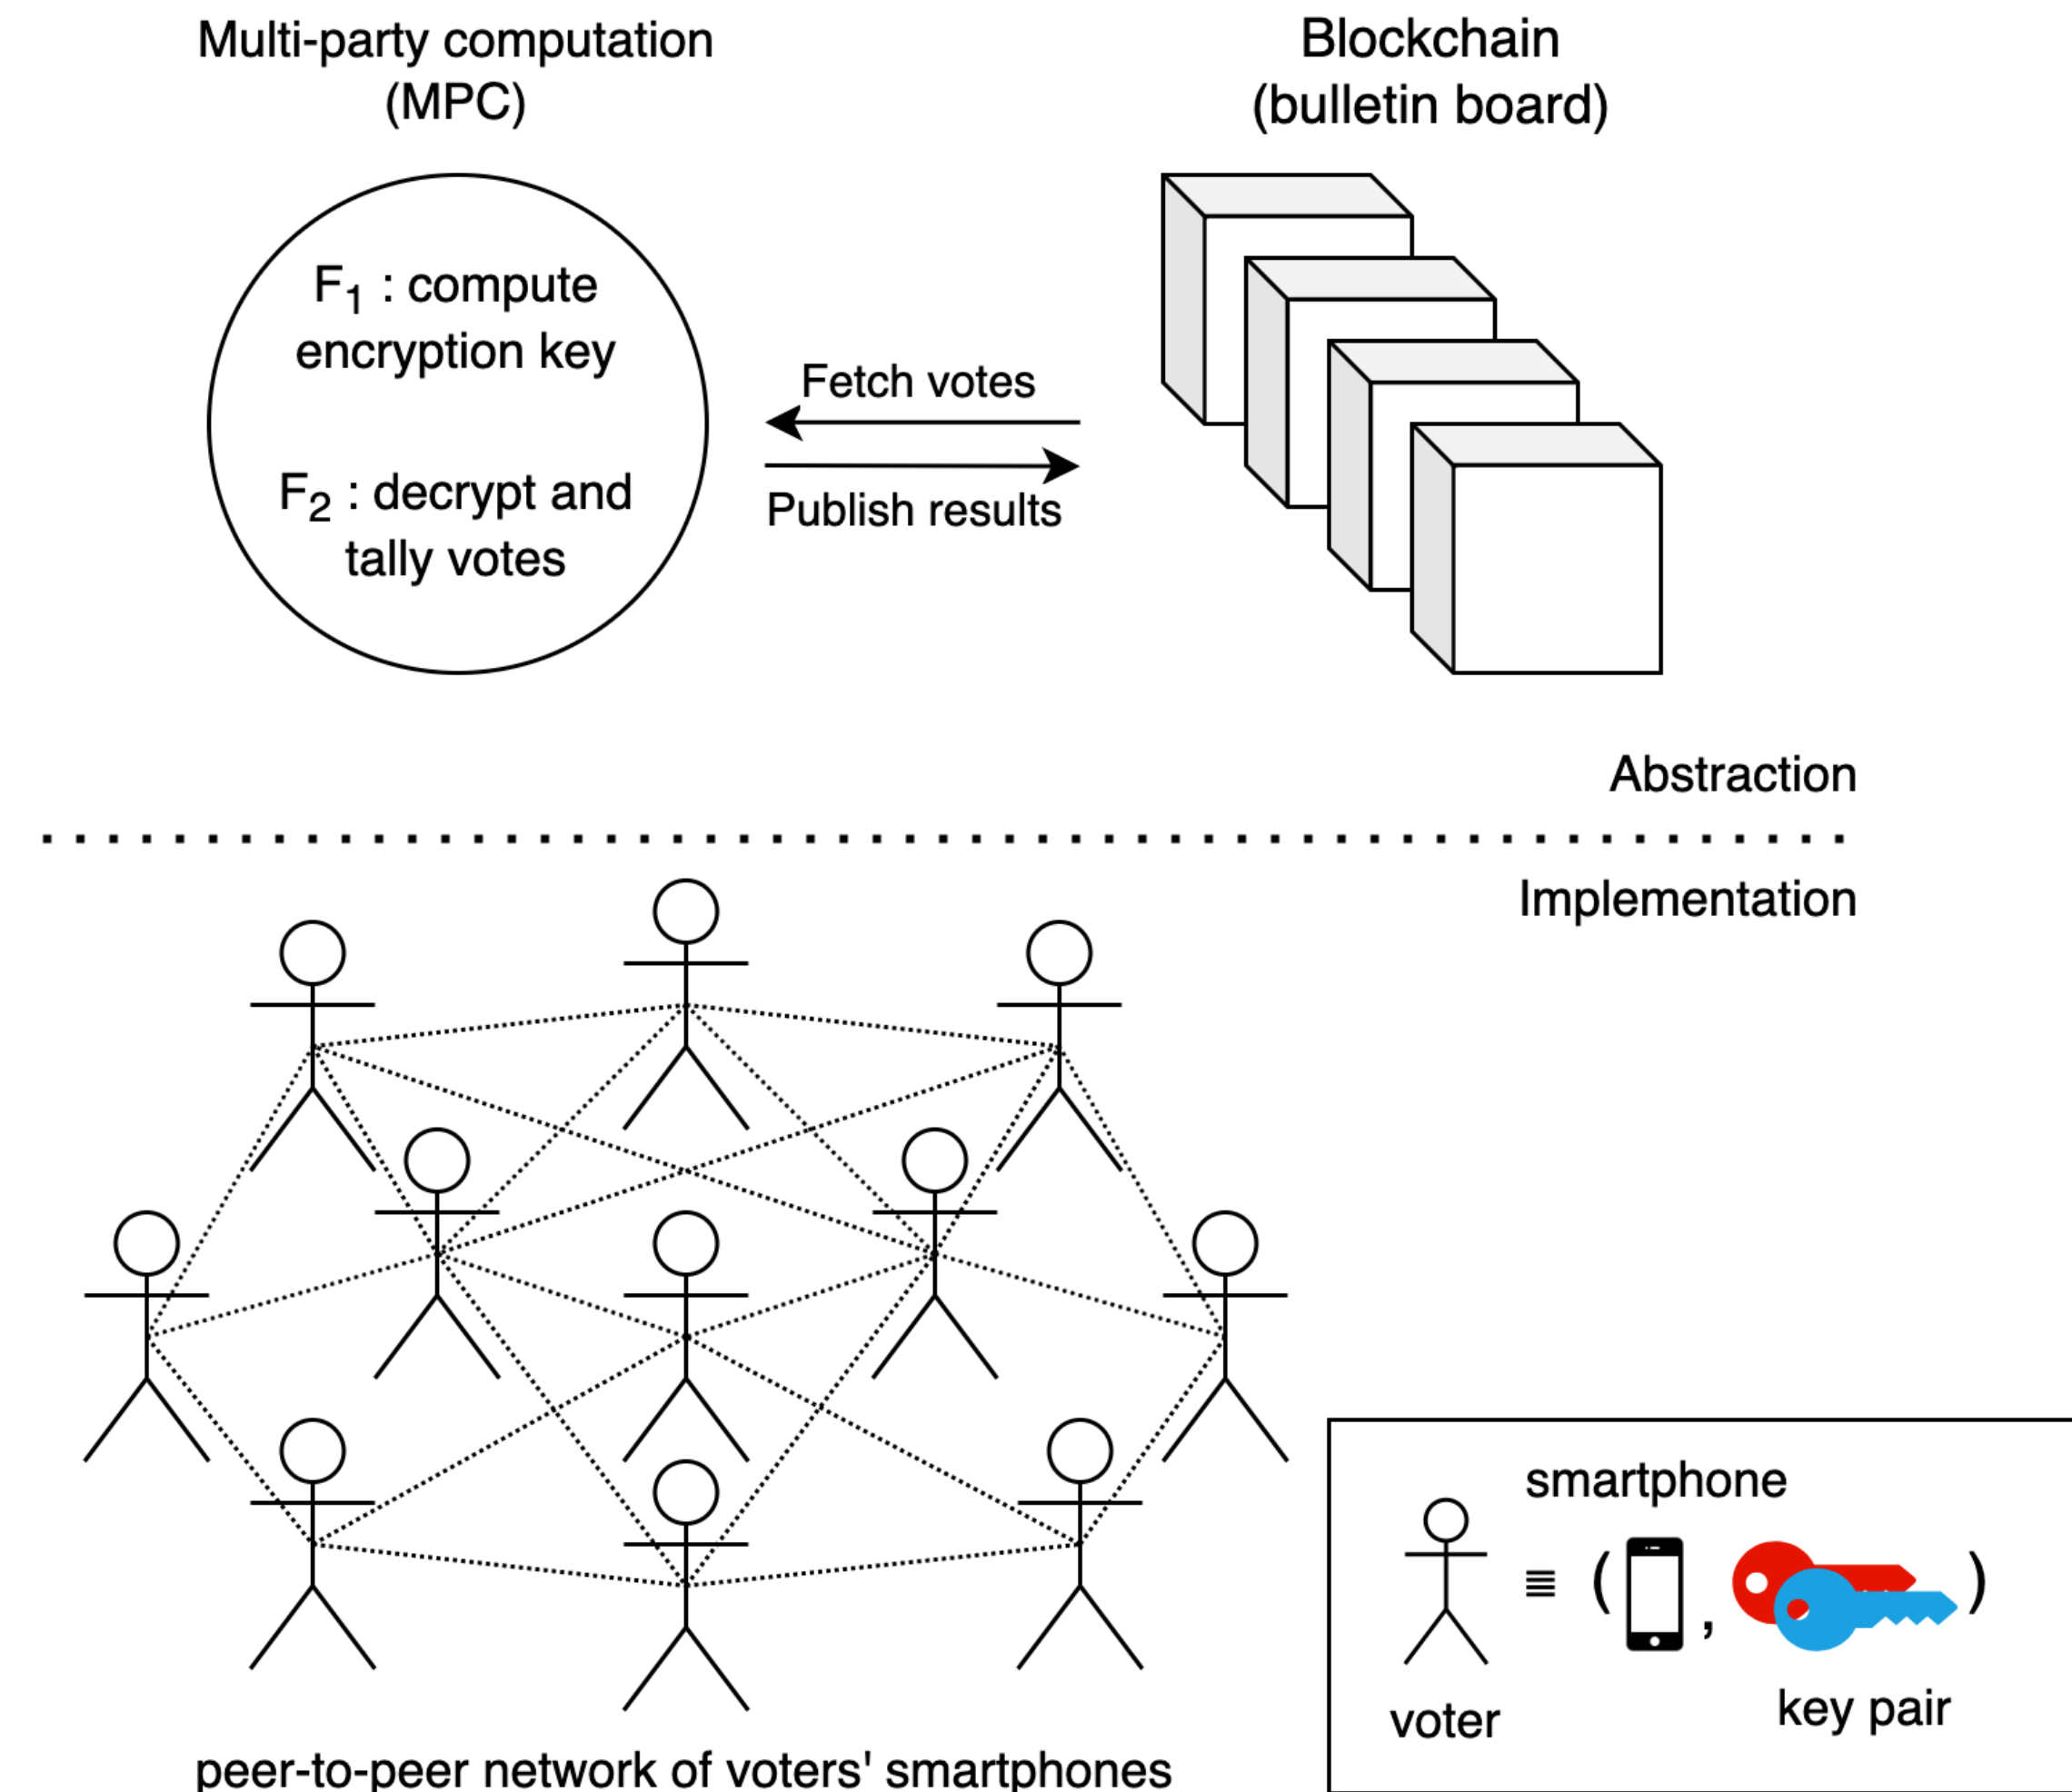 Multi-party computation
(MPC)
Blockchain
(bulletin board)
F₁ : compute
encryption key
F₂ : decrypt and
tally votes
Fetch votes
Publish results
Abstraction
Implementation
smartphone
≡ ( , )
voter
key pair
peer-to-peer network of voters' smartphones